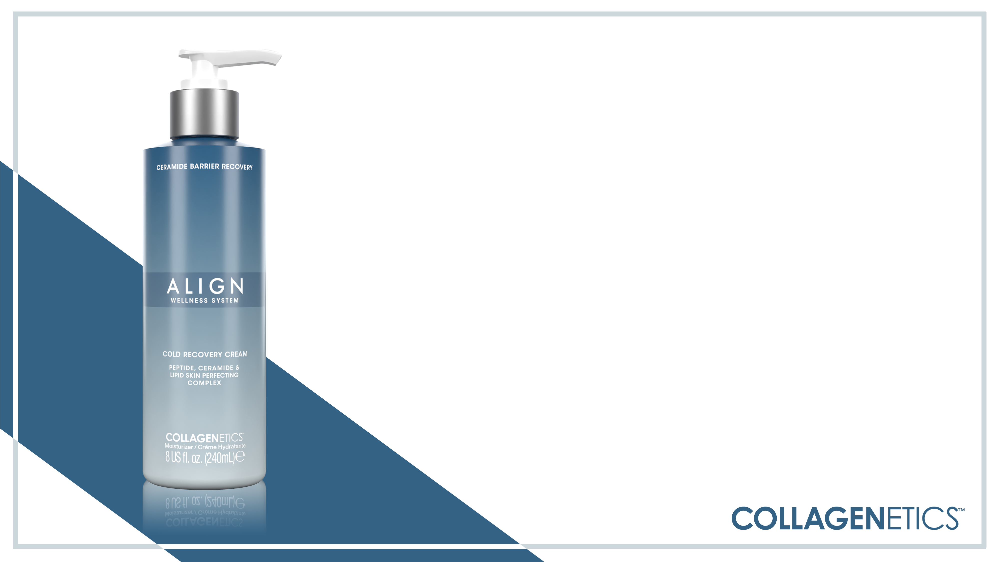 CERAMIDE BARRIER RECOVERY
ALIGN
WELLNESS SYSTEM
COLD RECOVERY CREAM
PEPTIDE, CERAMIDE &
LIPID SKIN PERFECTING
COMPLEX
COLLAGENETICS™
Moisturizer / Créme Hydratante
8 US fl. oz. (240mL)℮
COLLAGENETICS™